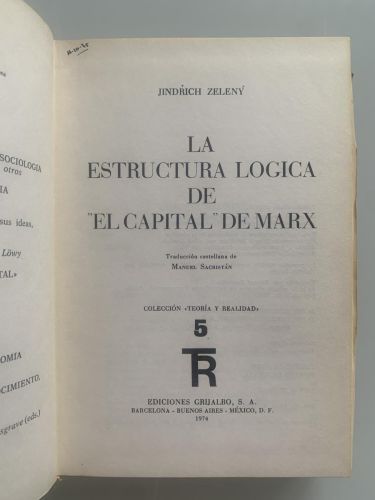 SOCIOLOGIA
otros
IA
sus ideas,
Löwy
TAL»
OMIA
OCIMIENTO,
sgrave (eds.)
JINDŘICH ZELENÝ
LA
ESTRUCTURA LOGICA
DE
"EL CAPITAL" DE MARX
Traducción castellana de
MANUEL SACRISTÁN
COLECCIÓN «TEORÍA Y REALIDAD»
5
TR
EDICIONES GRIJALBO, S. A.
BARCELONA - BUENOS AIRES - MÉXICO, D. F.
1974